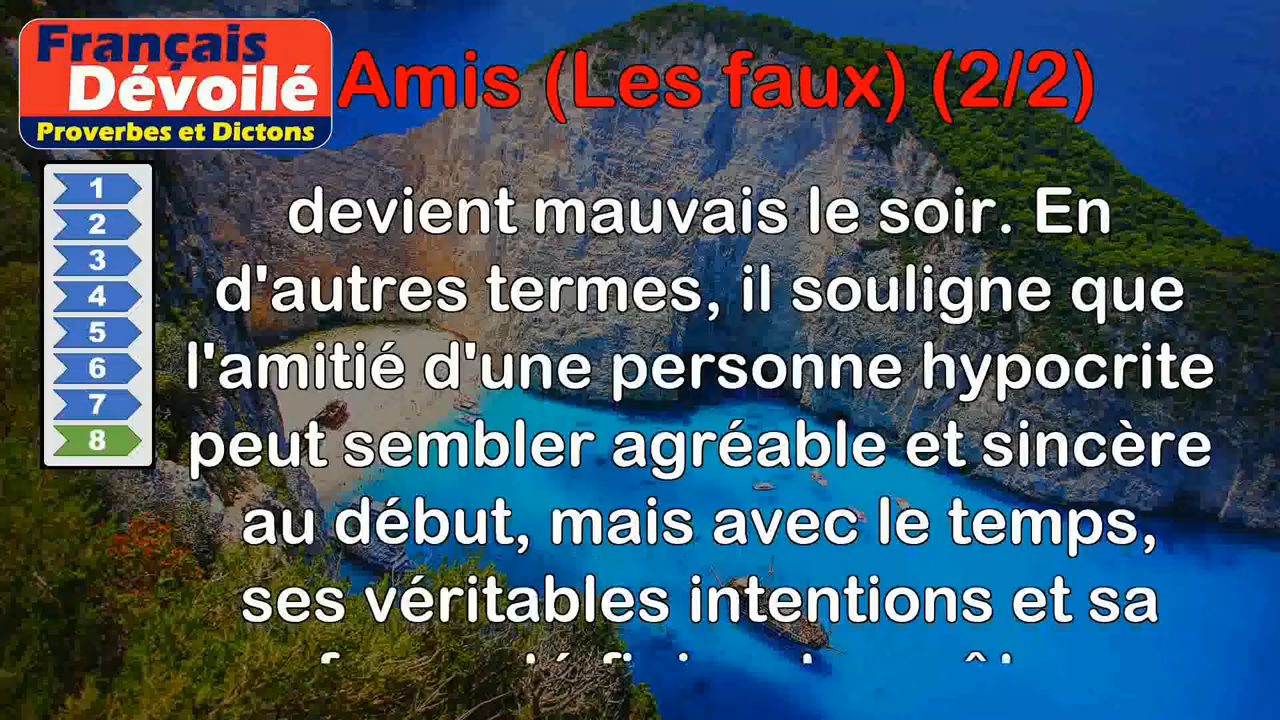 Français
Dévoilé
Proverbes et Dictons
Amis (Les faux) (2/2)
1
2
3
4
5
6
7
8
devient mauvais le soir. En
d'autres termes, il souligne que
l'amitié d'une personne hypocrite
peut sembler agréable et sincère
au début, mais avec le temps,
ses véritables intentions et sa